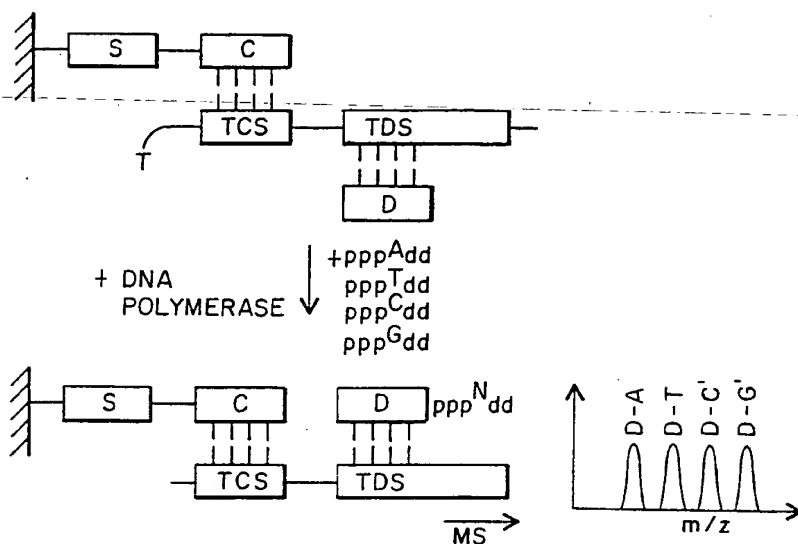 S C
TCS TDS
T
D
+ DNA
POLYMERASE
+pppAdd
pppTdd
pppCdd
pppGdd
S C D pppNdd
TCS TDS
MS
D-A
D-T
D-C'
D-G'
m/z